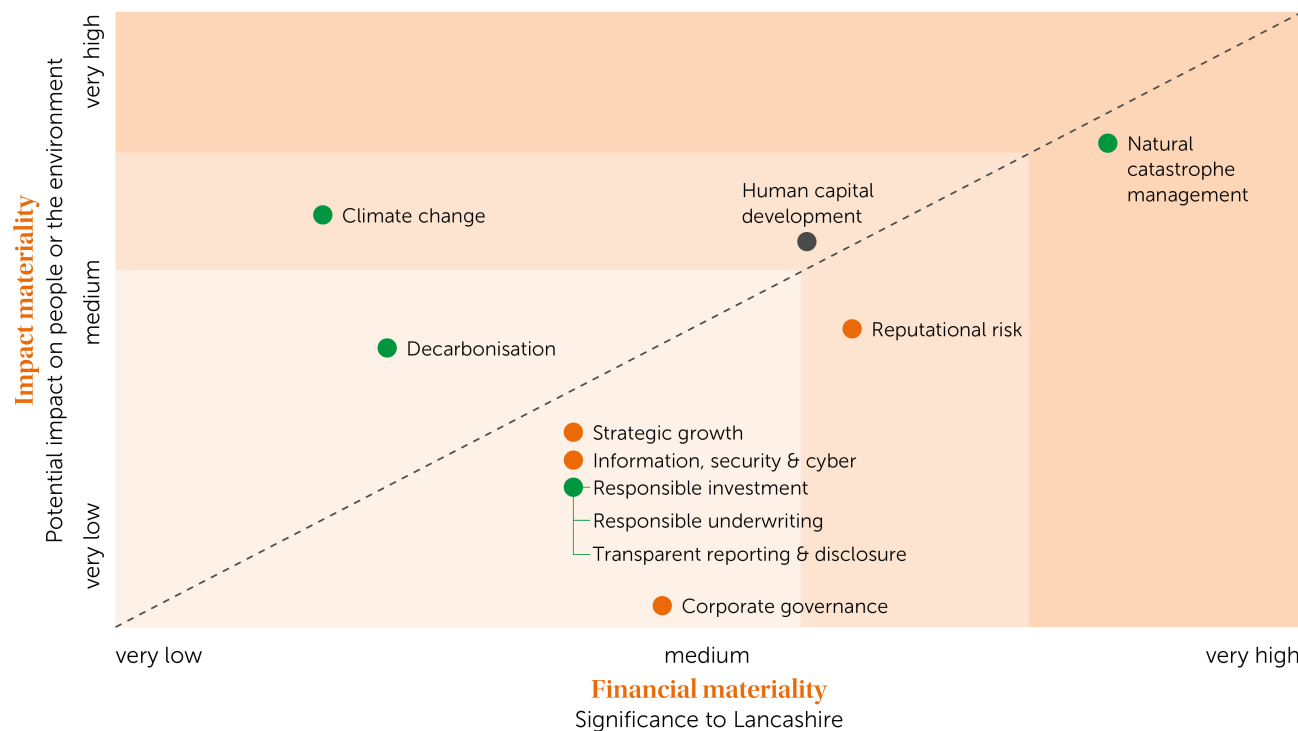 Impact materiality
Potential impact on people or the environment
very high
medium
very low
Natural
catastrophe
management
Human capital
development
Climate change
Reputational risk
Decarbonisation
Strategic growth
Information, security & cyber
Responsible investment
Responsible underwriting
Transparent reporting & disclosure
Corporate governance
very low
medium
very high
Financial materiality
Significance to Lancashire